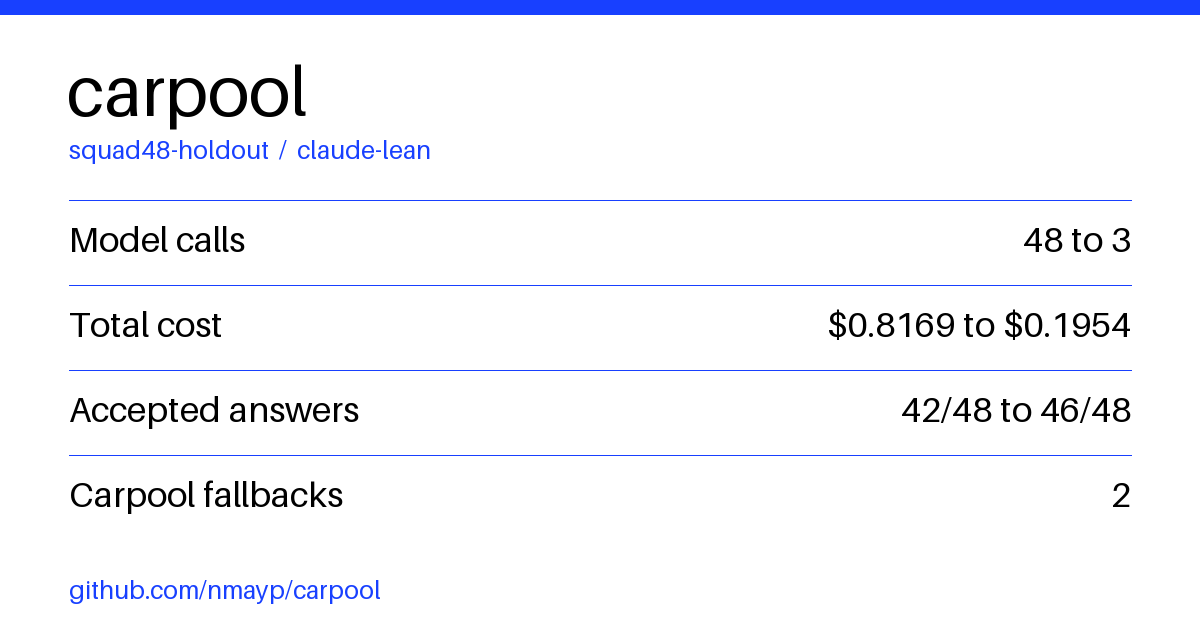 carpool
squad48-holdout / claude-lean
Model calls 48 to 3
Total cost $0.8169 to $0.1954
Accepted answers 42/48 to 46/48
Carpool fallbacks 2
github.com/nmayp/carpool